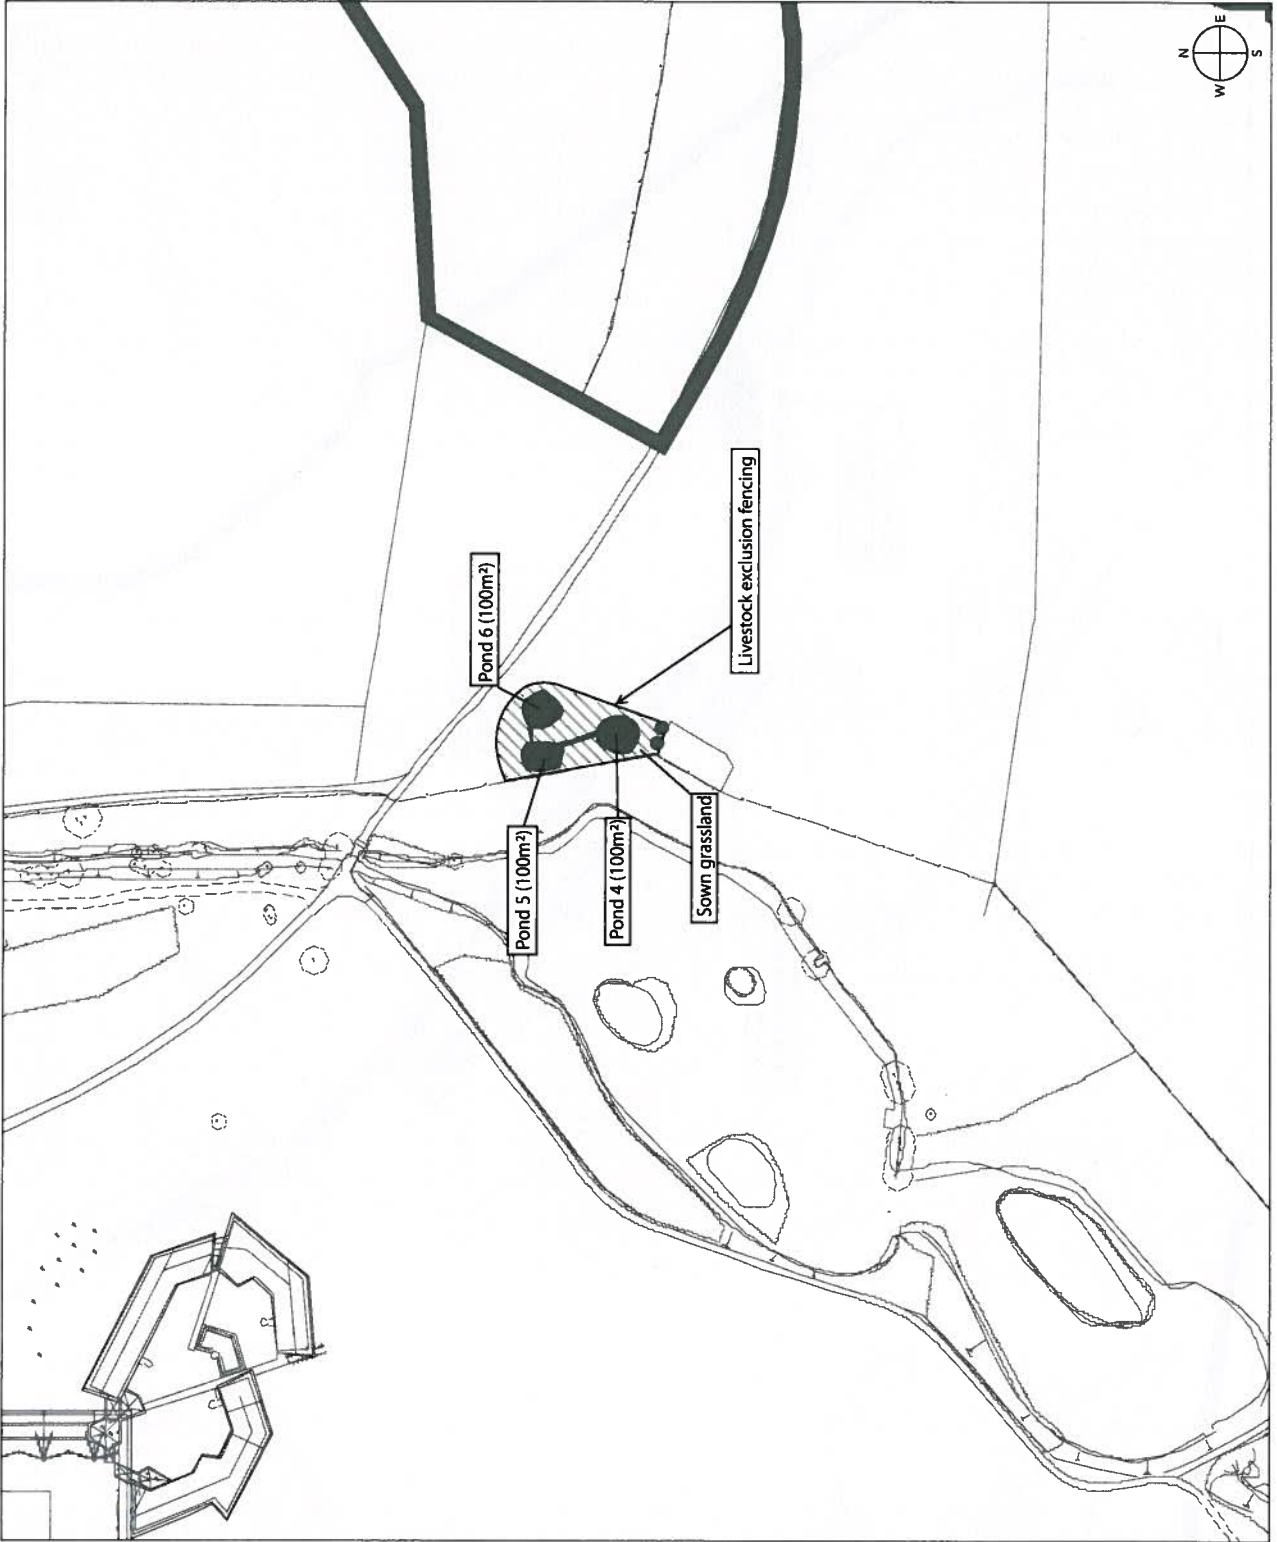 Pond 6 (100m²)
Livestock exclusion fencing
Pond 5 (100m²)
Pond 4 (100m²)
Sown grassland
N
E
S
W